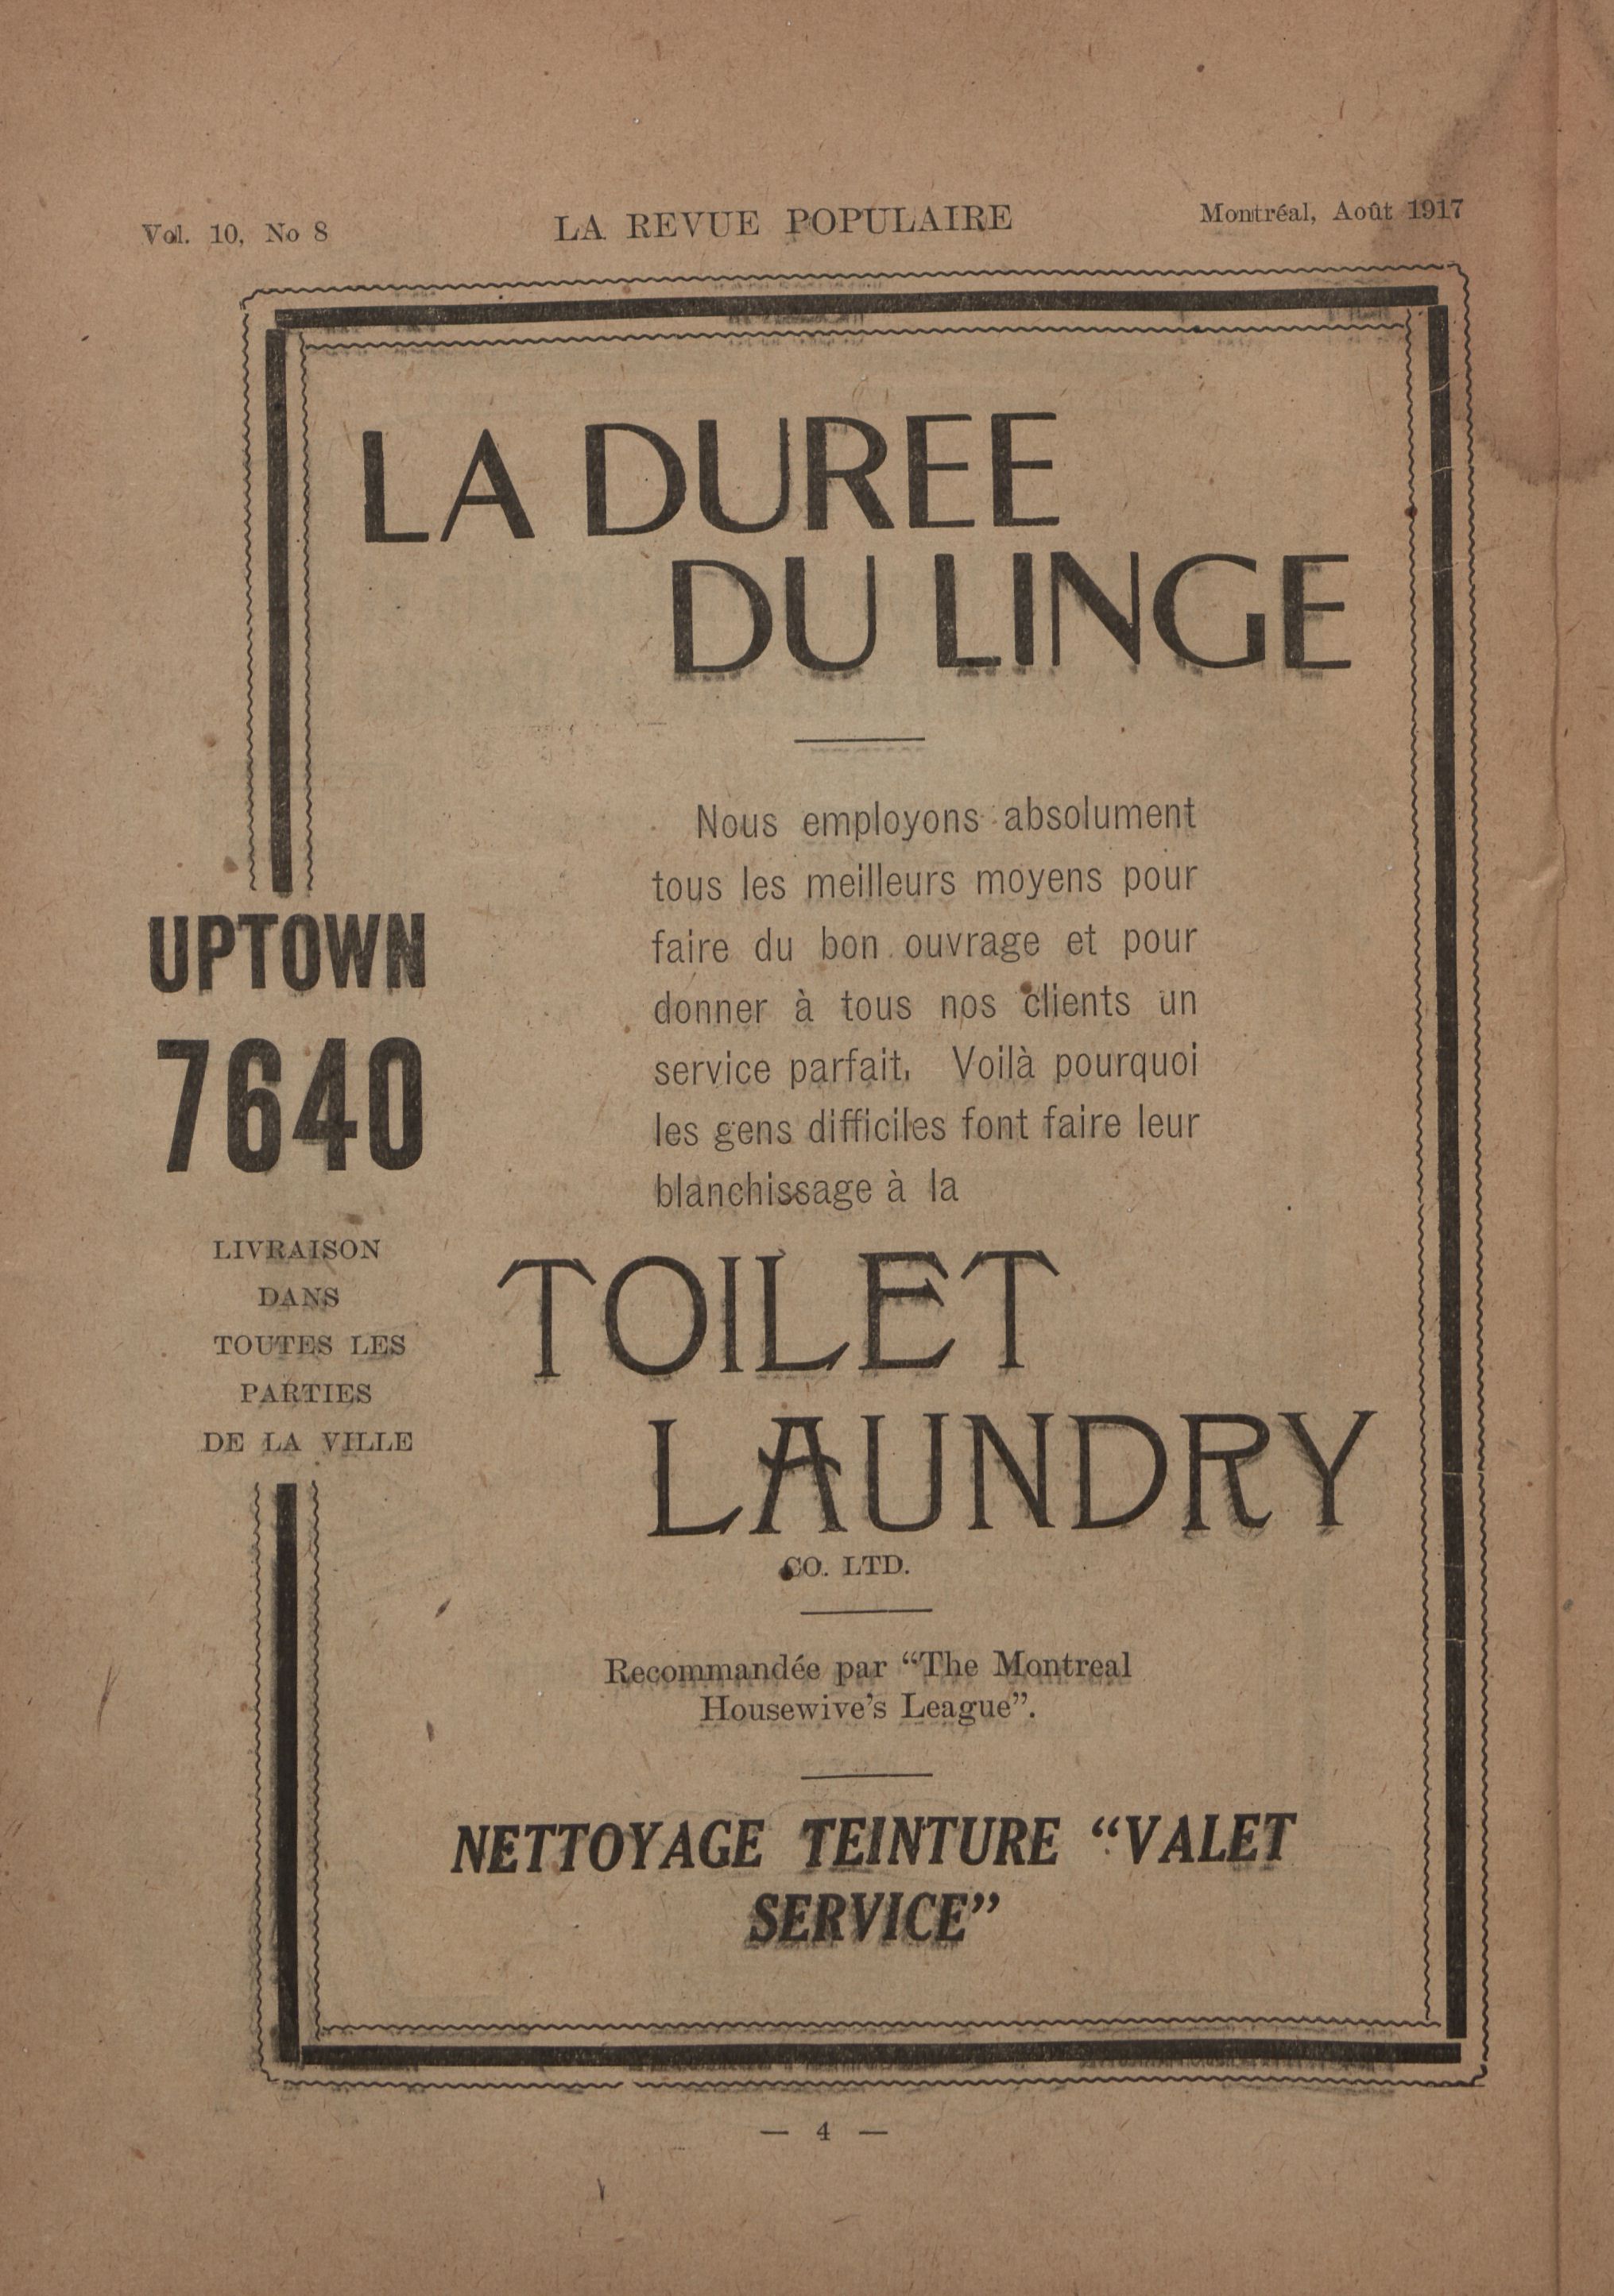 Vol. 10, No 8
LA REVUE POPULAIRE
Montréal, Août 1917
LA DUREE
DU LINGE
Nous employons absolument
tous les meilleurs moyens pour
faire du bon ouvrage et pour
donner à tous nos clients un
service parfait. Voilà pourquoi
les gens difficiles font faire leur
blanchissage à la
UPTOWN
7640
LIVRAISON
DANS
TOUTES LES
PARTIES
DE LA VILLE
TOILET
LAUNDRY
CO. LTD.
Recommandée par “The Montreal
Housewive’s League”.
NETTOYAGE TEINTURE “VALET
SERVICE”
— 4 —